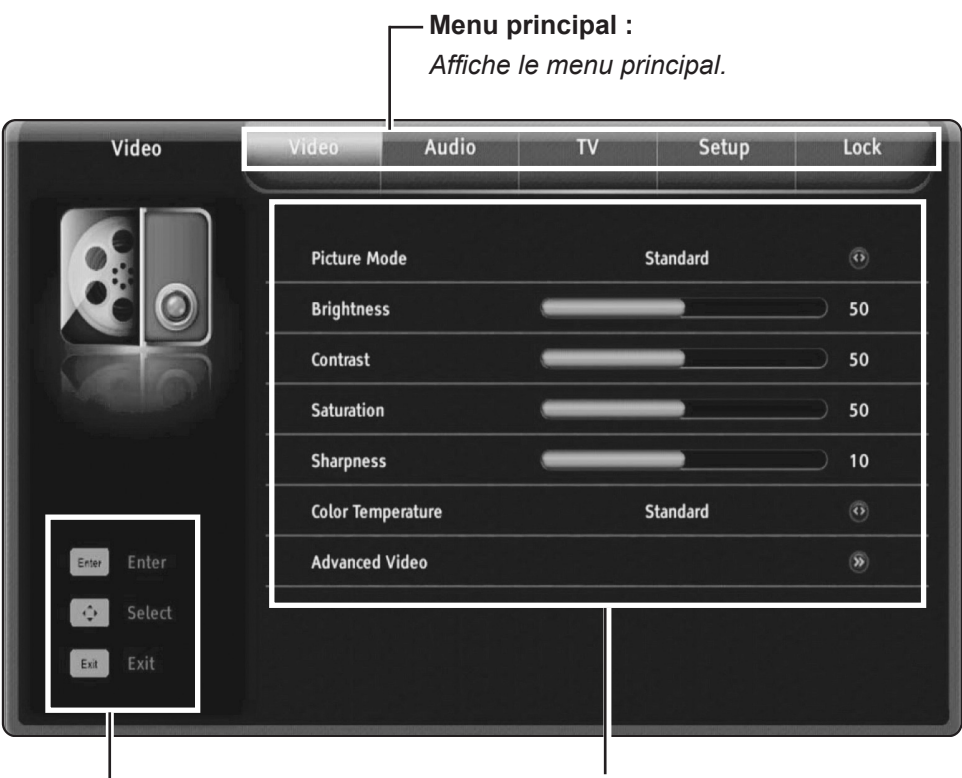 Menu principal :
Affiche le menu principal.
Video
Video Audio TV Setup Lock
Picture Mode Standard
Brightness 50
Contrast 50
Saturation 50
Sharpness 10
Color Temperature Standard
Advanced Video
Enter Enter
Select
Exit Exit